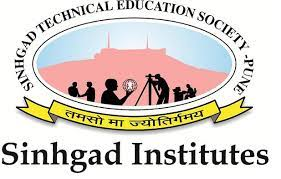 SINHGAD TECHNICAL EDUCATION SOCIETY - PUNE
तमसो मा ज्योतिर्गमय
Sinhgad Institutes